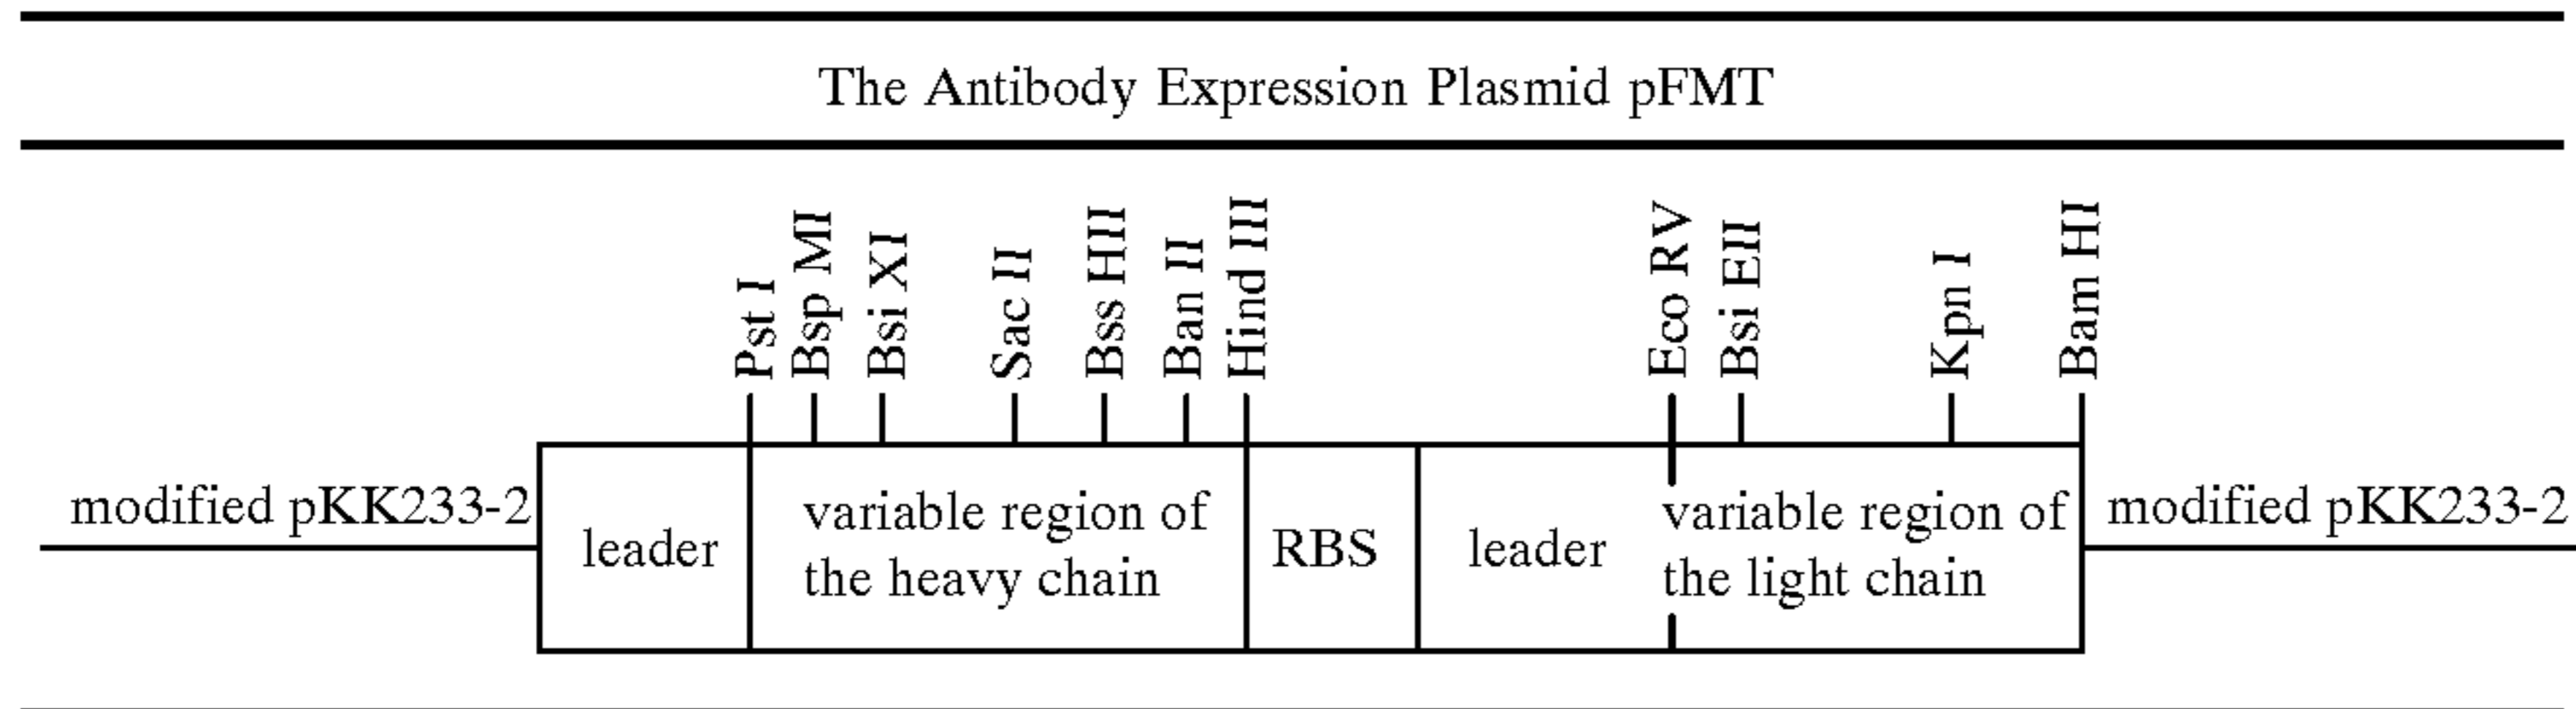 The Antibody Expression Plasmid pFMT
Pst I
Bsp MI
Bsi XI
Sac II
Bss HII
Ban II
Hind III
Eco RV
Bsi EII
Kpn I
Bam HI
modified pKK233-2
leader
variable region of
the heavy chain
RBS
leader
variable region of
the light chain
modified pKK233-2